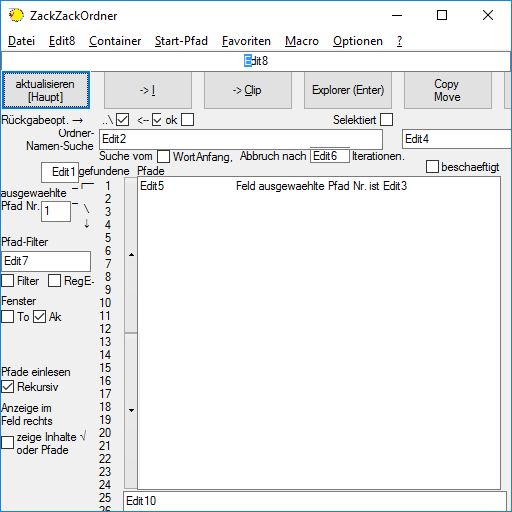 ZackZackOrdner
Datei Edit8 Container Start-Pfad Favoriten Macro Optionen ?
Edit8
aktualisieren
[Haupt]
-> I
-> Clip
Explorer (Enter)
Copy
Move
Rückgabeopt. → ..\ <-- ok Selektiert
Ordner-
Namen-Suche
Edit2
Edit4
Suche vom WortAnfang, Abbruch nach Edit6 Iterationen.
beschaeftigt
Edit1 gefundene Pfade
ausgewaehlte
Pfad Nr. 1 \
↓
Pfad-Filter
Edit7
Filter RegE-
Fenster
To Ak
Pfade einlesen
Rekursiv
Anzeige im
Feld rechts
zeige Inhalte √
oder Pfade
1
2
3
4
5
6
7
8
9
10
11
12
13
14
15
16
17
18
19
20
21
22
23
24
25
26
Edit5 Feld ausgewaehlte Pfad Nr. ist Edit3
Edit10